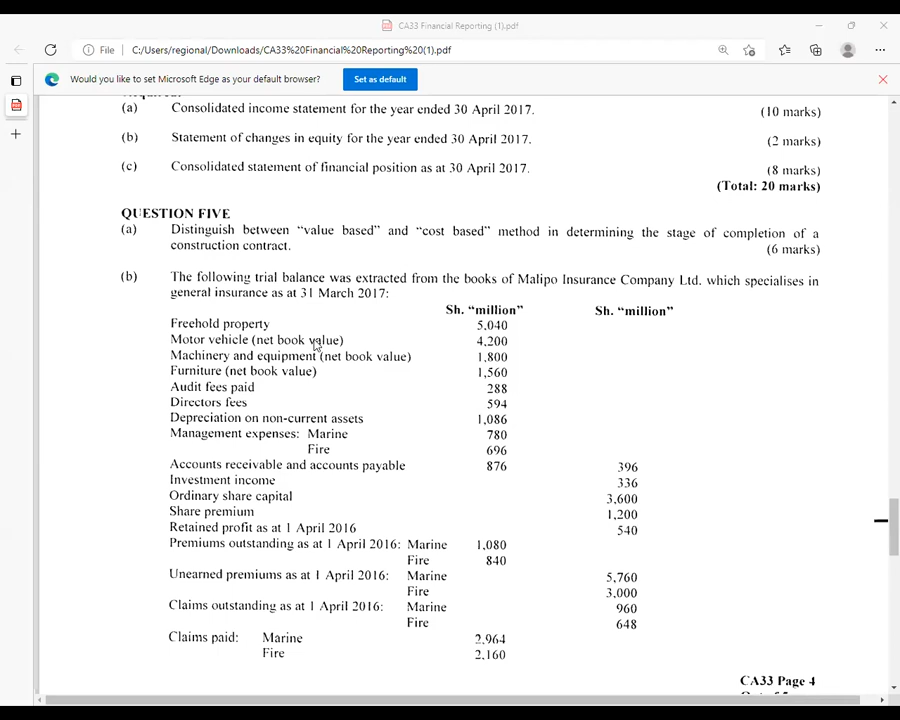 CA33 Financial Reporting (1).pdf
File
C:/Users/regional/Downloads/CA33%20Financial%20Reporting%20(1).pdf
Would you like to set Microsoft Edge as your default browser? Set as default
(a) Consolidated income statement for the year ended 30 April 2017. (10 marks)
(b) Statement of changes in equity for the year ended 30 April 2017. (2 marks)
(c) Consolidated statement of financial position as at 30 April 2017. (8 marks)
(Total: 20 marks)
QUESTION FIVE
(a) Distinguish between "value based" and "cost based" method in determining the stage of completion of a
construction contract. (6 marks)
(b) The following trial balance was extracted from the books of Malipo Insurance Company Ltd. which specialises in
general insurance as at 31 March 2017:
Sh. "million" Sh. "million"
Freehold property 5,040
Motor vehicle (net book value) 4,200
Machinery and equipment (net book value) 1,800
Furniture (net book value) 1,560
Audit fees paid 288
Directors fees 594
Depreciation on non-current assets 1,086
Management expenses: Marine 780
Fire 696
Accounts receivable and accounts payable 876 396
Investment income 336
Ordinary share capital 3,600
Share premium 1,200
Retained profit as at 1 April 2016 540
Premiums outstanding as at 1 April 2016: Marine 1,080
Fire 840
Unearned premiums as at 1 April 2016: Marine 5,760
Fire 3,000
Claims outstanding as at 1 April 2016: Marine 960
Fire 648
Claims paid: Marine 2,964
Fire 2,160
CA33 Page 4